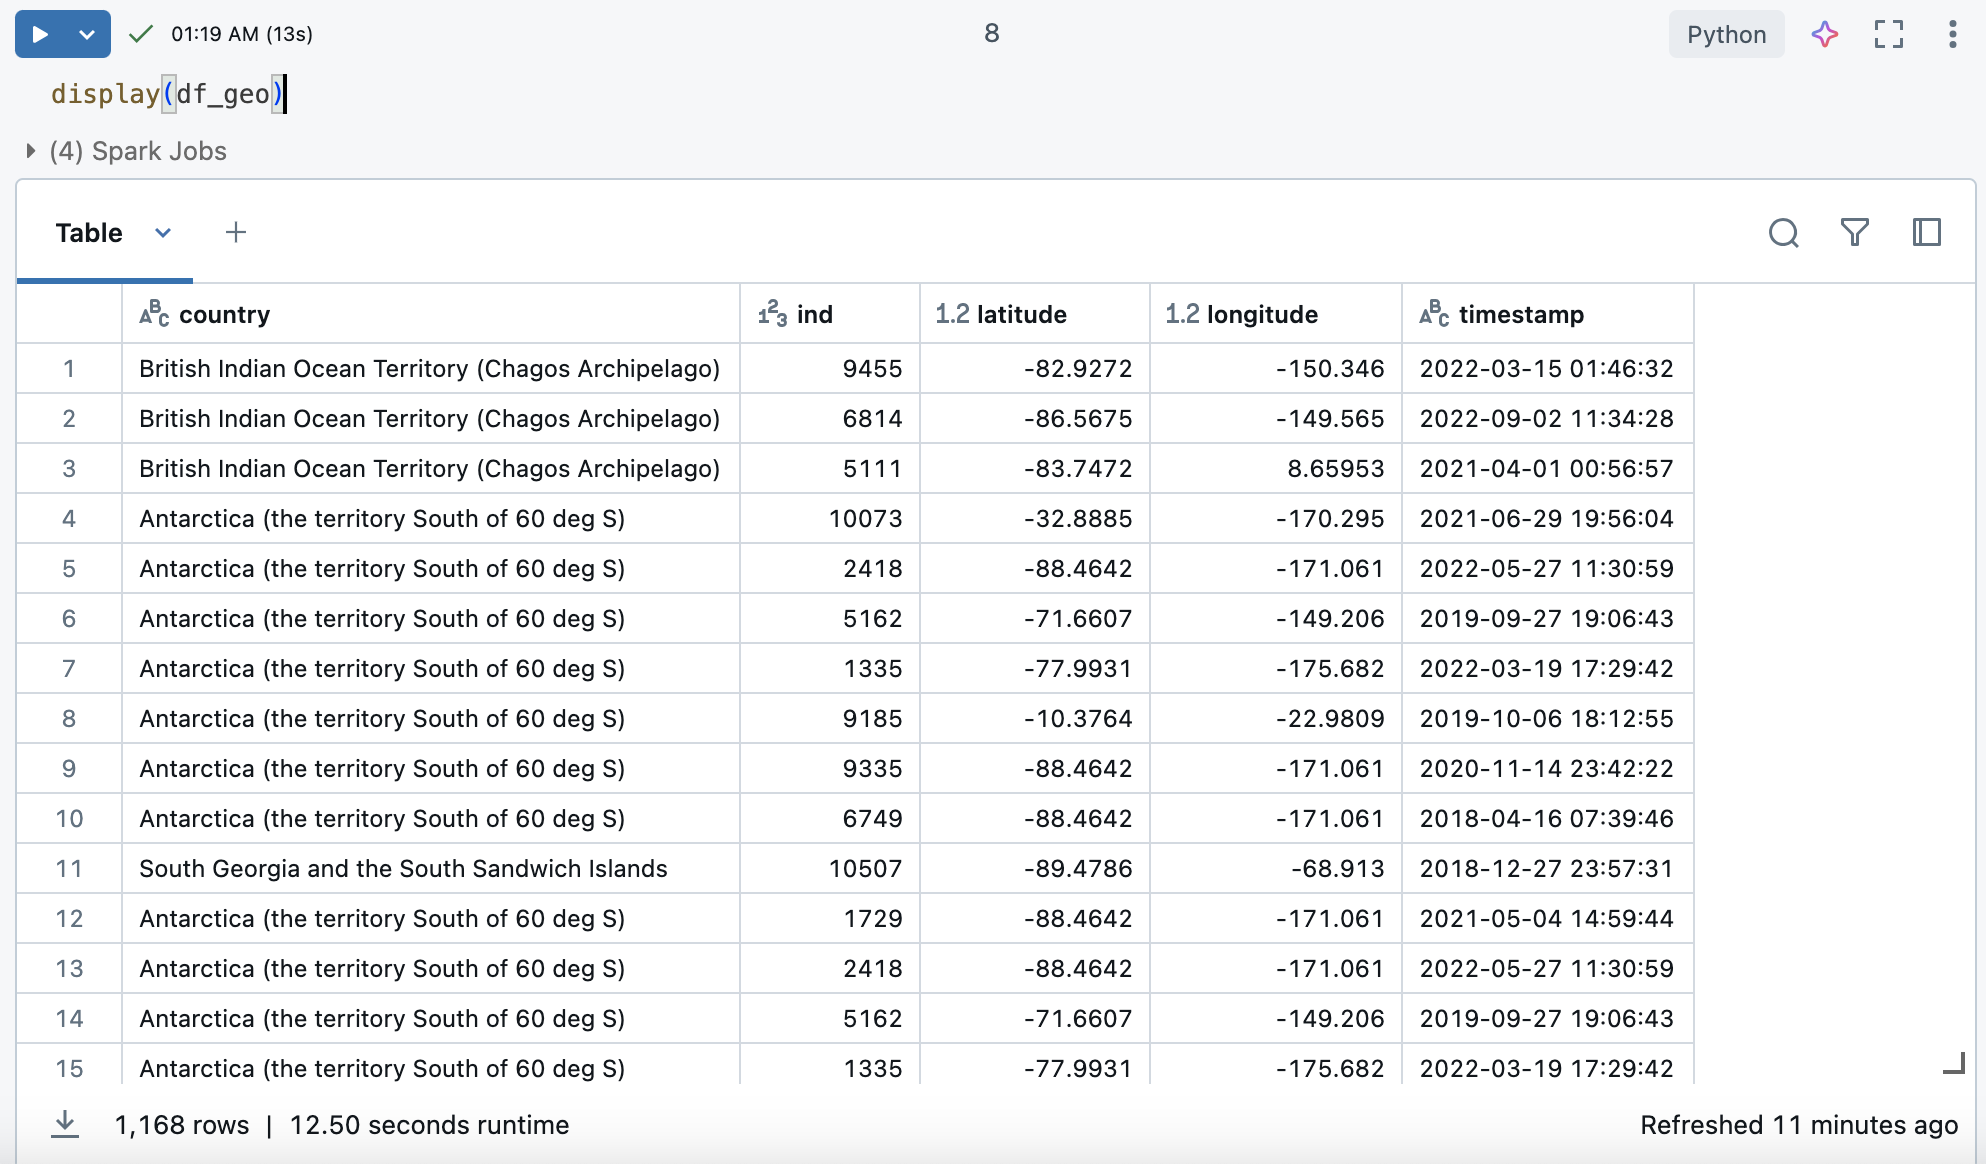 01:19 AM (13s)
8
Python
display(df_geo)
(4) Spark Jobs
Table
country ind 1.2 latitude 1.2 longitude timestamp
1 British Indian Ocean Territory (Chagos Archipelago) 9455 -82.9272 -150.346 2022-03-15 01:46:32
2 British Indian Ocean Territory (Chagos Archipelago) 6814 -86.5675 -149.565 2022-09-02 11:34:28
3 British Indian Ocean Territory (Chagos Archipelago) 5111 -83.7472 8.65953 2021-04-01 00:56:57
4 Antarctica (the territory South of 60 deg S) 10073 -32.8885 -170.295 2021-06-29 19:56:04
5 Antarctica (the territory South of 60 deg S) 2418 -88.4642 -171.061 2022-05-27 11:30:59
6 Antarctica (the territory South of 60 deg S) 5162 -71.6607 -149.206 2019-09-27 19:06:43
7 Antarctica (the territory South of 60 deg S) 1335 -77.9931 -175.682 2022-03-19 17:29:42
8 Antarctica (the territory South of 60 deg S) 9185 -10.3764 -22.9809 2019-10-06 18:12:55
9 Antarctica (the territory South of 60 deg S) 9335 -88.4642 -171.061 2020-11-14 23:42:22
10 Antarctica (the territory South of 60 deg S) 6749 -88.4642 -171.061 2018-04-16 07:39:46
11 South Georgia and the South Sandwich Islands 10507 -89.4786 -68.913 2018-12-27 23:57:31
12 Antarctica (the territory South of 60 deg S) 1729 -88.4642 -171.061 2021-05-04 14:59:44
13 Antarctica (the territory South of 60 deg S) 2418 -88.4642 -171.061 2022-05-27 11:30:59
14 Antarctica (the territory South of 60 deg S) 5162 -71.6607 -149.206 2019-09-27 19:06:43
15 Antarctica (the territory South of 60 deg S) 1335 -77.9931 -175.682 2022-03-19 17:29:42
1,168 rows | 12.50 seconds runtime
Refreshed 11 minutes ago